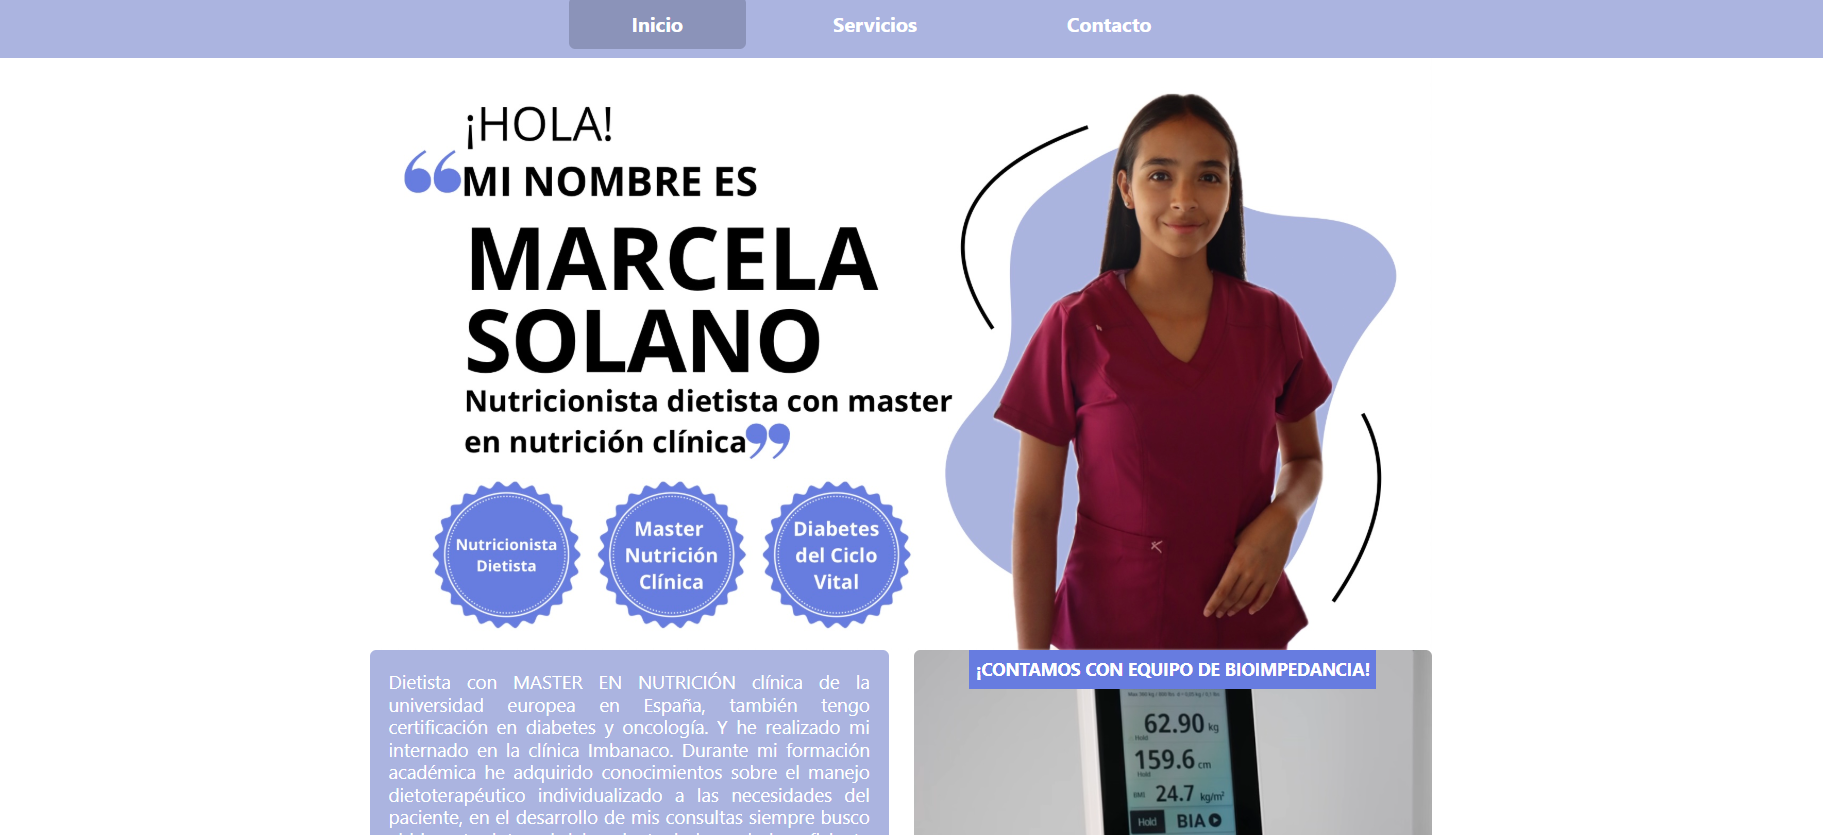 Inicio
Servicios
Contacto
¡HOLA!
MI NOMBRE ES
MARCELA
SOLANO
Nutricionista dietista con master
en nutrición clínica
Nutricionista
Dietista
Master
Nutrición
Clínica
Diabetes
del Ciclo
Vital
Dietista con MASTER EN NUTRICIÓN clínica de la
universidad europea en España, también tengo
certificación en diabetes y oncología. Y he realizado mi
internado en la clínica Imbanaco. Durante mi formación
académica he adquirido conocimientos sobre el manejo
dietoterapéutico individualizado a las necesidades del
paciente, en el desarrollo de mis consultas siempre busco
¡CONTAMOS CON EQUIPO DE BIOIMPEDANCIA!
62.90 kg
Hold
159.6 cm
Hold
BMI 24.7 kg/m²
Hold BIA